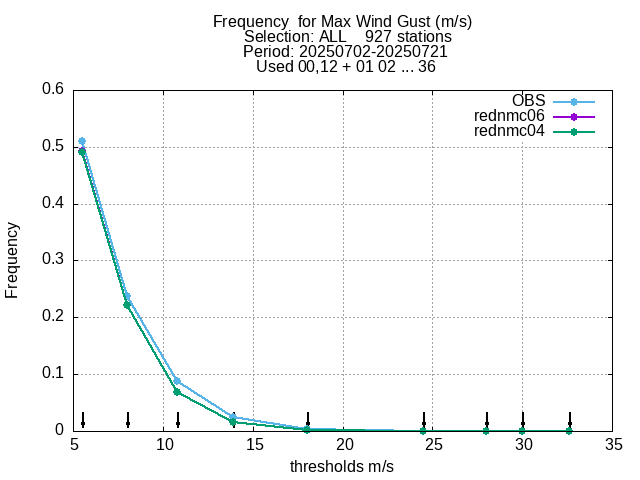 Frequency  for Max Wind Gust (m/s)
Selection: ALL    927 stations
Period: 20250702-20250721
Used 00,12 + 01 02 ... 36
OBS
rednmc06
rednmc04
Frequency
0.6
0.5
0.4
0.3
0.2
0.1
0
5 10 15 20 25 30 35
thresholds m/s